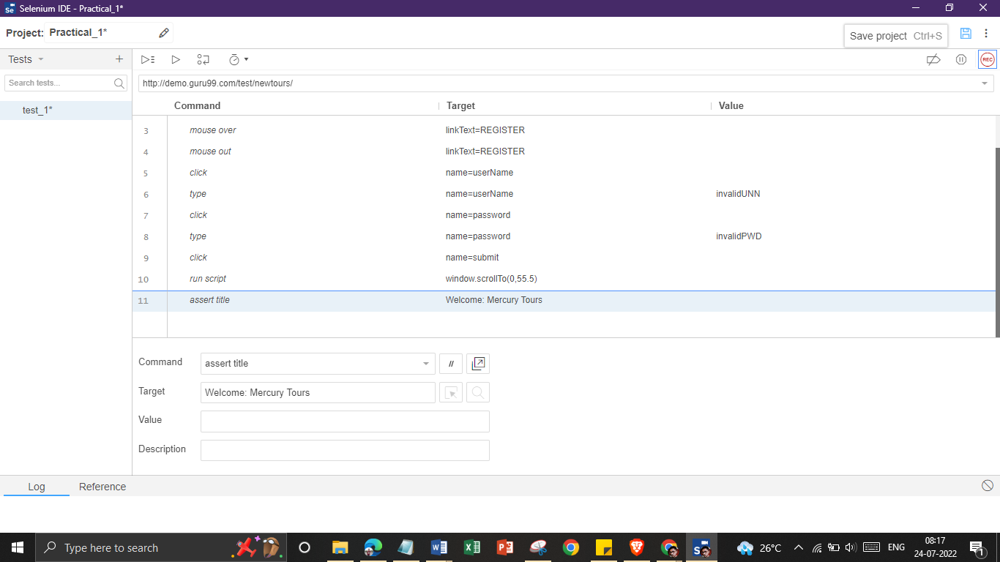 Selenium IDE - Practical_1*
Project: Practical_1*
Save project Ctrl+S
Tests
REC
Search tests...
http://demo.guru99.com/test/newtours/
Command Target Value
test_1*
3 mouse over linkText=REGISTER
4 mouse out linkText=REGISTER
5 click name=userName
6 type name=userName invalidUNN
7 click name=password
8 type name=password invalidPWD
9 click name=submit
10 run script window.scrollTo(0,55.5)
11 assert title Welcome: Mercury Tours
Command assert title //
Target Welcome: Mercury Tours
Value
Description
Log Reference
Type here to search
26°C ENG 08:17
24-07-2022
1